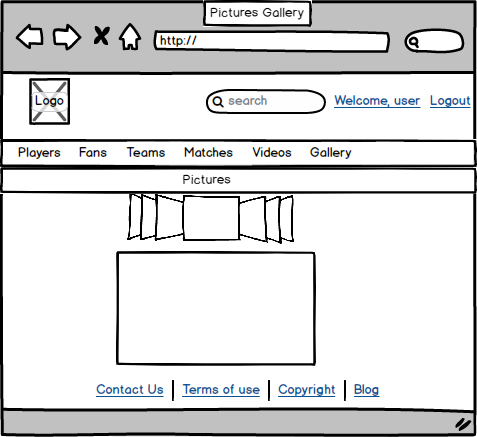 Pictures Gallery
http://
Logo
search
Welcome, user Logout
Players Fans Teams Matches Videos Gallery
Pictures
Contact Us Terms of use Copyright Blog